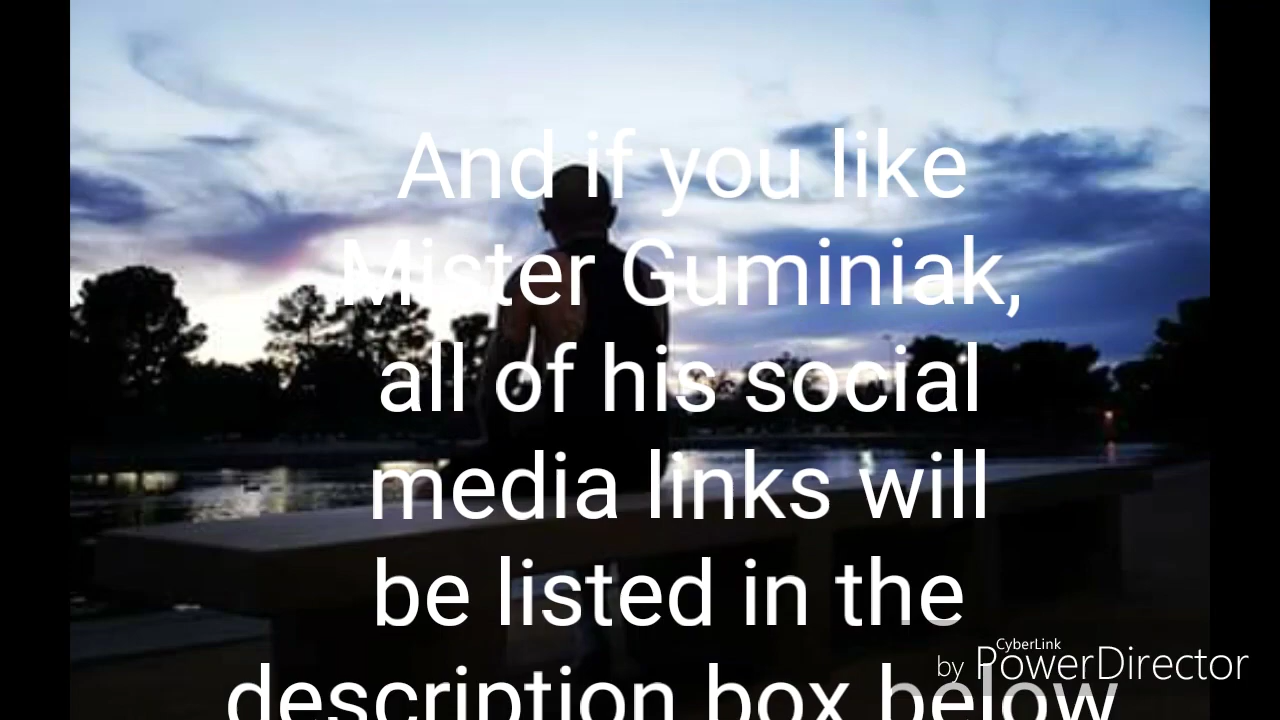 And if you like
Mister Guminiak,
all of his social
media links will
be listed in the
description box below
CyberLink
by PowerDirector